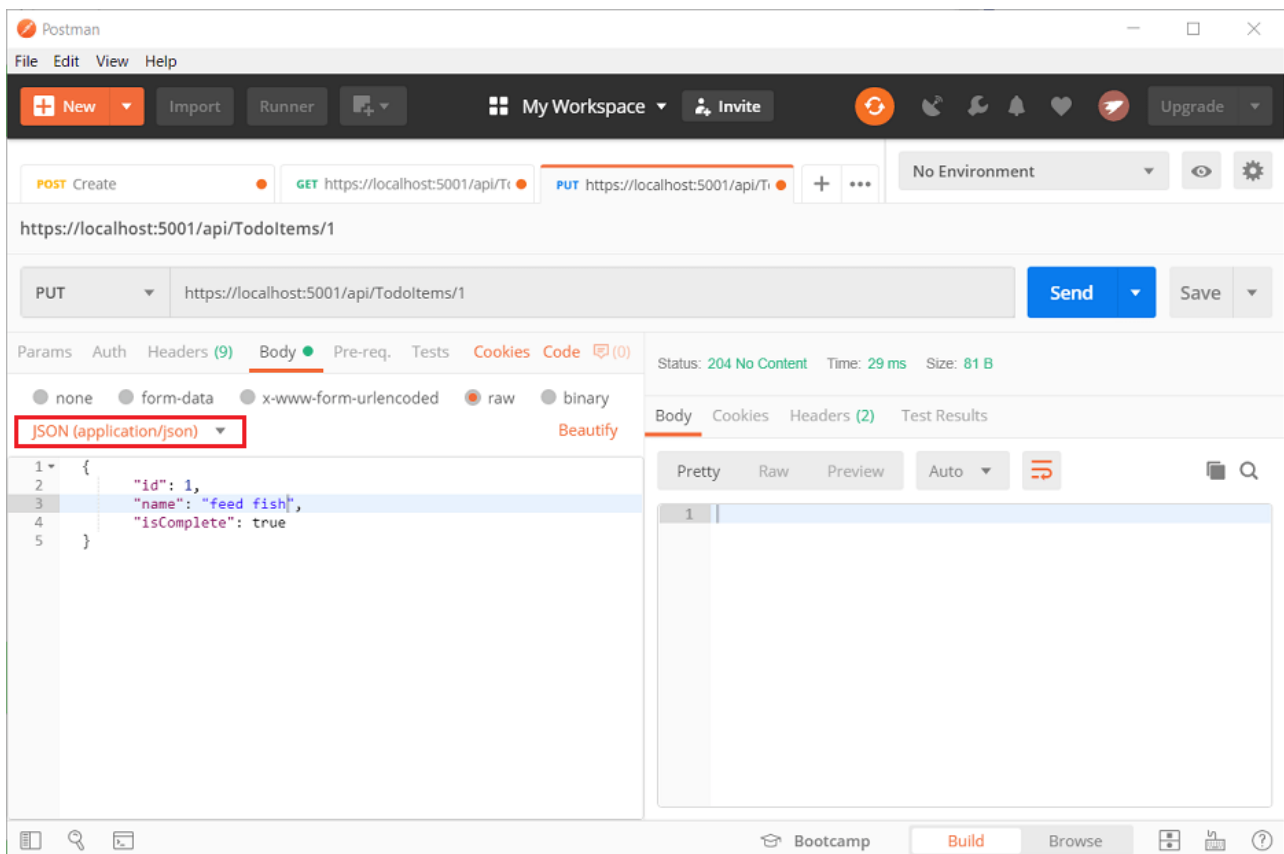 Postman
File Edit View Help
New Import Runner My Workspace Invite Upgrade
POST Create GET https://localhost:5001/api/To PUT https://localhost:5001/api/T No Environment
https://localhost:5001/api/TodoItems/1
PUT https://localhost:5001/api/TodoItems/1 Send Save
Params Auth Headers (9) Body Pre-req. Tests Cookies Code (0)
Status: 204 No Content Time: 29 ms Size: 81 B
none form-data x-www-form-urlencoded raw binary
JSON (application/json) Beautify
Body Cookies Headers (2) Test Results
Pretty Raw Preview Auto
1 {
2 "id": 1,
3 "name": "feed fish",
4 "isComplete": true
5 }
1
Bootcamp Build Browse ?